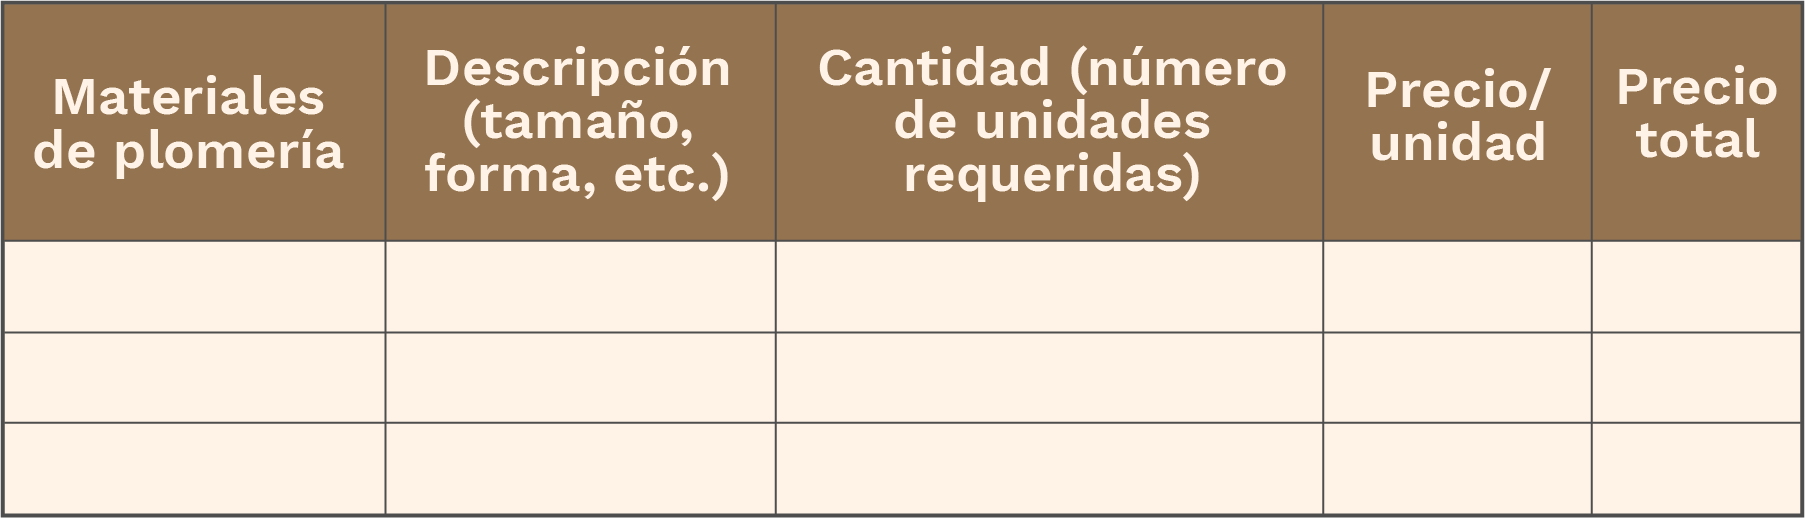 Materiales
de plomería
Descripción
(tamaño,
forma, etc.)
Cantidad (número
de unidades
requeridas)
Precio/
unidad
Precio
total